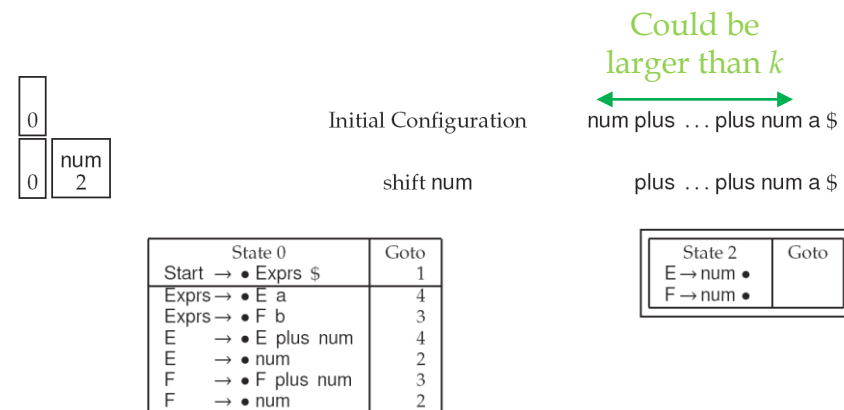 Could be
larger than k
0
Initial Configuration
num plus ... plus num a $
0
num
2
shift num
plus ... plus num a $
State 0 Goto
Start → • Exprs $ 1
Exprs → • E a 4
Exprs → • F b 3
E → • E plus num 4
E → • num 2
F → • F plus num 3
F → • num 2
State 2 Goto
E → num •
F → num •